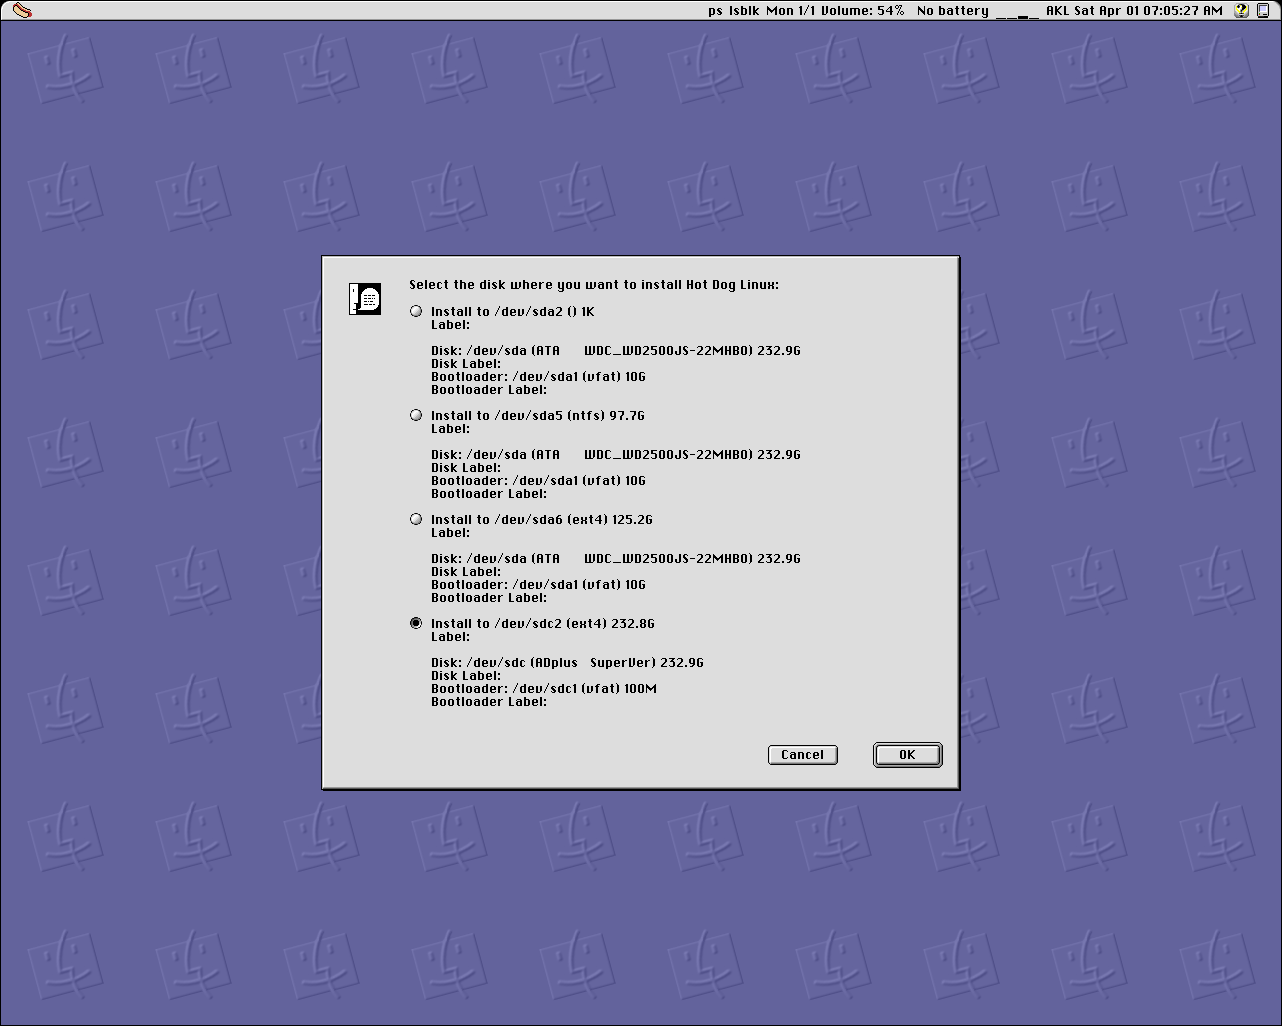 ps lsblk Mon 1/1 Volume: 54% No battery AKL Sat Apr 01 07:05:27 AM
Select the disk where you want to install Hot Dog Linux:
Install to /dev/sda2 () 1K
Label:
Disk: /dev/sda (ATA WDC_WD2500JS-22MHB0) 232.9G
Disk Label:
Bootloader: /dev/sda1 (vfat) 10G
Bootloader Label:
Install to /dev/sda5 (ntfs) 97.7G
Label:
Disk: /dev/sda (ATA WDC_WD2500JS-22MHB0) 232.9G
Disk Label:
Bootloader: /dev/sda1 (vfat) 10G
Bootloader Label:
Install to /dev/sda6 (ext4) 125.2G
Label:
Disk: /dev/sda (ATA WDC_WD2500JS-22MHB0) 232.9G
Disk Label:
Bootloader: /dev/sda1 (vfat) 10G
Bootloader Label:
Install to /dev/sdc2 (ext4) 232.8G
Label:
Disk: /dev/sdc (ADplus SuperVer) 232.9G
Disk Label:
Bootloader: /dev/sdc1 (vfat) 100M
Bootloader Label:
Cancel OK